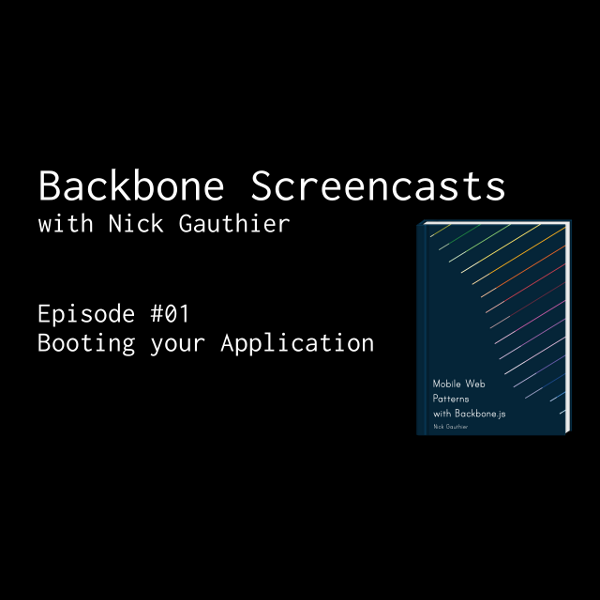 Backbone Screencasts
with Nick Gauthier
Episode #01
Booting your Application
Mobile Web
Patterns
with Backbone.js
Nick Gauthier